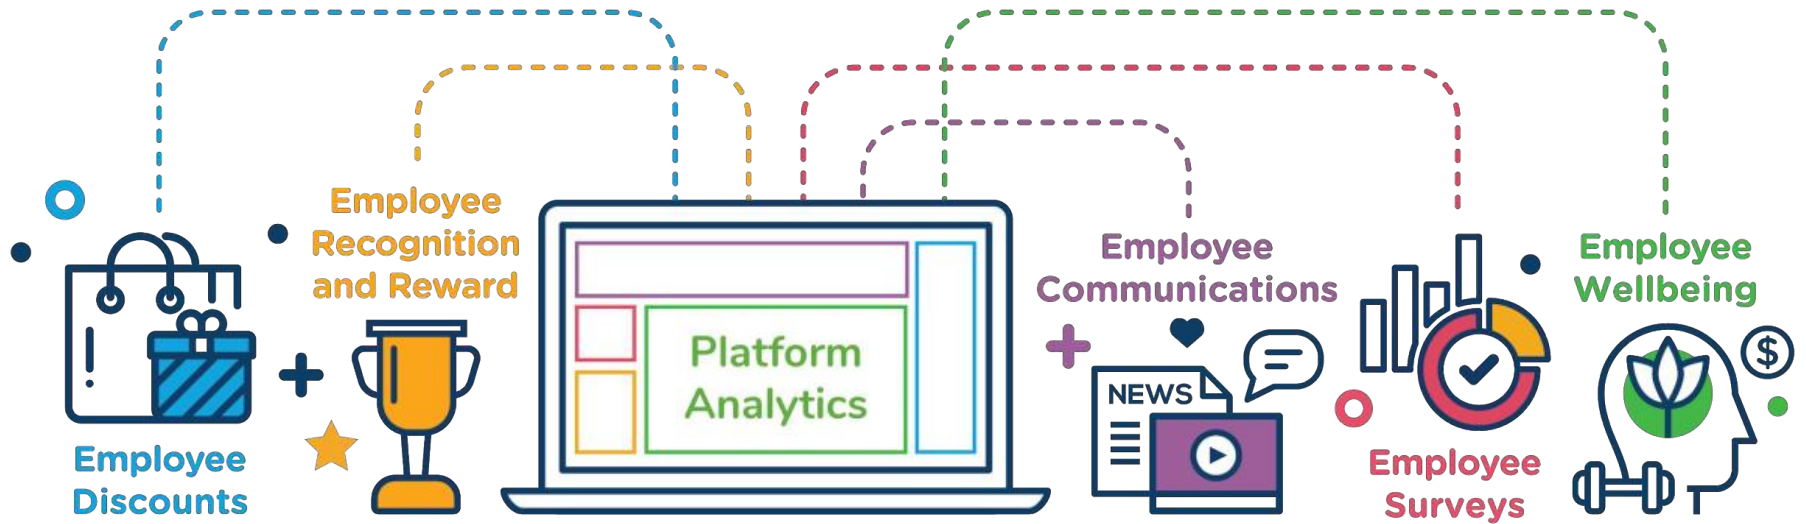 Employee
Discounts
Employee
Recognition
and Reward
Platform
Analytics
Employee
Communications
NEWS
Employee
Surveys
Employee
Wellbeing
$